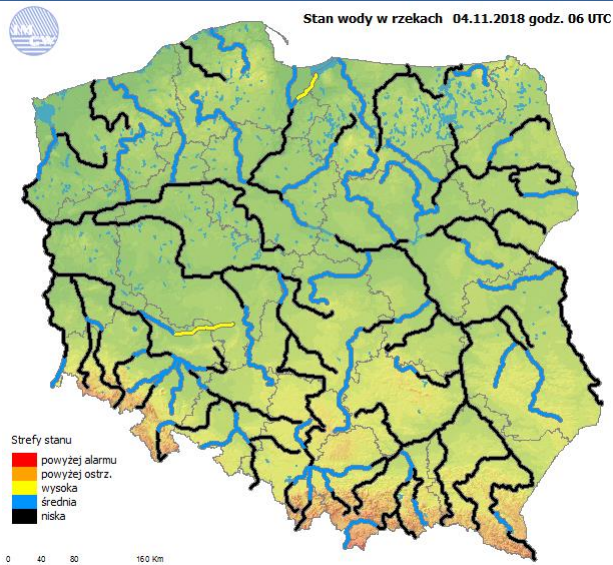 Stan wody w rzekach 04.11.2018 godz. 06 UTC
Strefy stanu
powyżej alarmu
powyżej ostrz.
wysoka
średnia
niska
0 40 80 160 Km